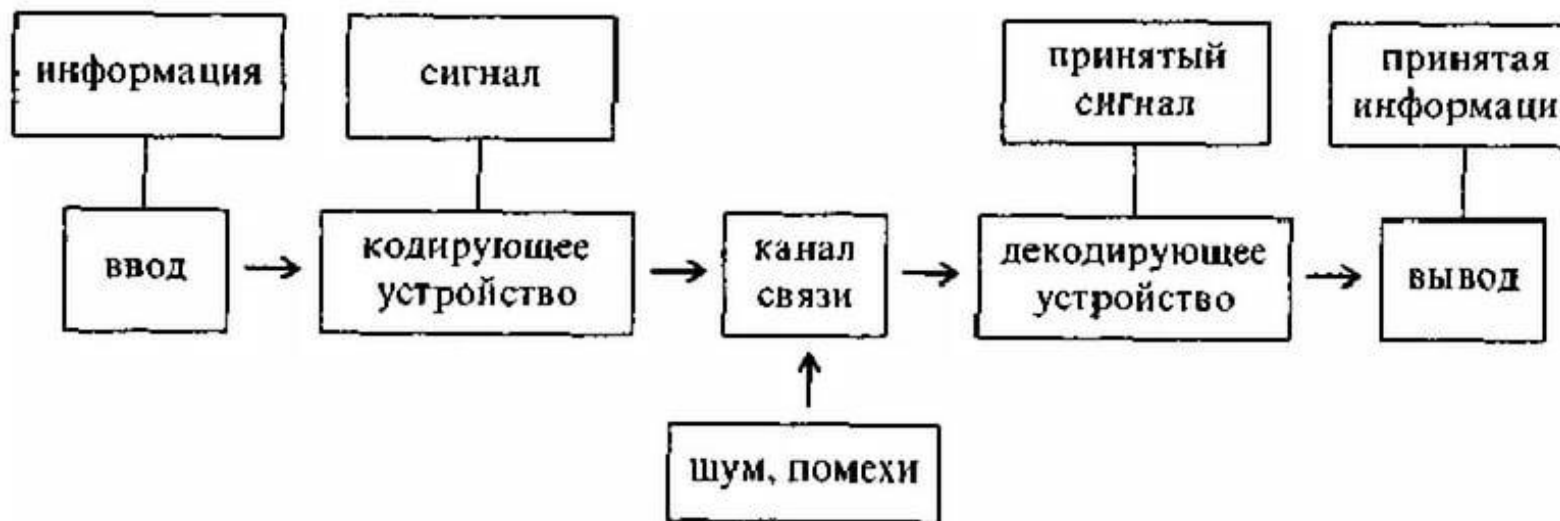 информация
сигнал
принятый
сигнал
принятая
информаци
ввод
кодирующее
устройство
канал
связи
декодирующее
устройство
вывод
шум, помехи